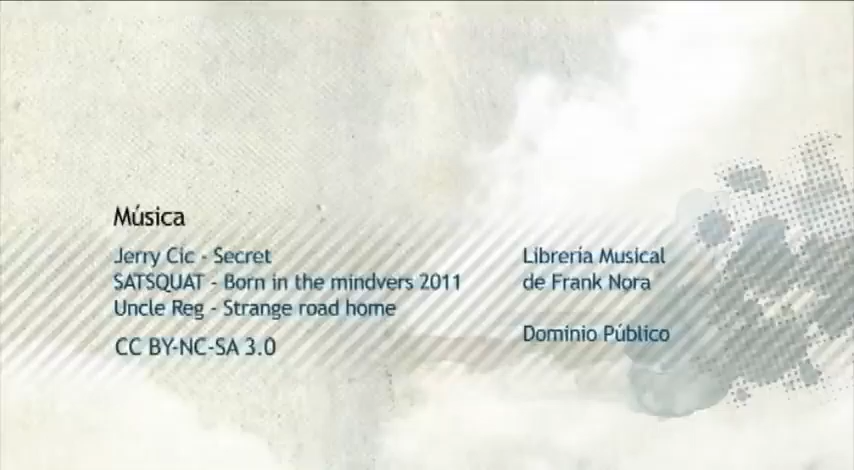 Música
Jerry Cic - Secret
SATSQUAT - Born in the mindvers 2011
Uncle Reg - Strange road home
CC BY-NC-SA 3.0
Librería Musical
de Frank Nora
Dominio Público